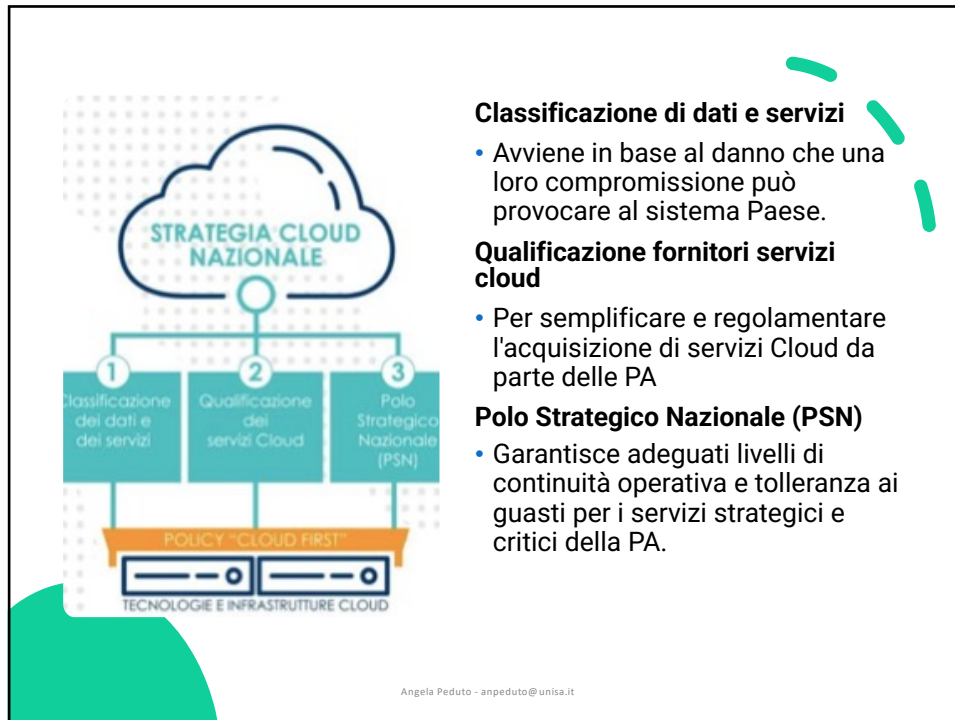 STRATEGIA CLOUD
NAZIONALE
1
Classificazione
dei dati e
dei servizi
2
Qualificazione
dei
servizi Cloud
3
Polo
Strategico
Nazionale
(PSN)
POLICY "CLOUD FIRST"
TECNOLOGIE E INFRASTRUTTURE CLOUD
Classificazione di dati e servizi
• Avviene in base al danno che una
loro compromissione può
provocare al sistema Paese.
Qualificazione fornitori servizi
cloud
• Per semplificare e regolamentare
l'acquisizione di servizi Cloud da
parte delle PA
Polo Strategico Nazionale (PSN)
• Garantisce adeguati livelli di
continuità operativa e tolleranza ai
guasti per i servizi strategici e
critici della PA.
Angela Peduto - anpeduto@unisa.it